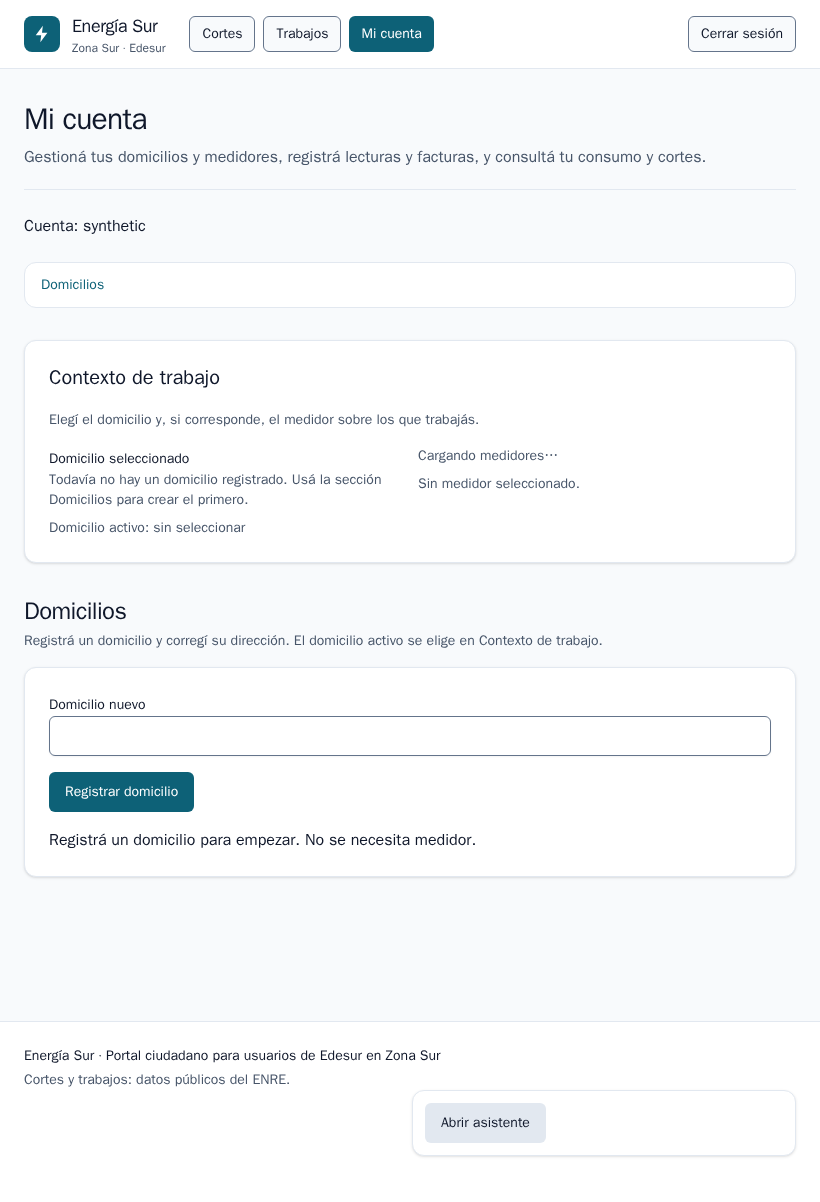 Energía Sur
Zona Sur · Edesur
Cortes
Trabajos
Mi cuenta
Cerrar sesión
Mi cuenta
Gestioná tus domicilios y medidores, registrá lecturas y facturas, y consultá tu consumo y cortes.
Cuenta: synthetic
Domicilios
Contexto de trabajo
Elegí el domicilio y, si corresponde, el medidor sobre los que trabajás.
Domicilio seleccionado
Todavía no hay un domicilio registrado. Usá la sección
Domicilios para crear el primero.
Domicilio activo: sin seleccionar
Cargando medidores…
Sin medidor seleccionado.
Domicilios
Registrá un domicilio y corregí su dirección. El domicilio activo se elige en Contexto de trabajo.
Domicilio nuevo
Registrar domicilio
Registrá un domicilio para empezar. No se necesita medidor.
Energía Sur · Portal ciudadano para usuarios de Edesur en Zona Sur
Cortes y trabajos: datos públicos del ENRE.
Abrir asistente